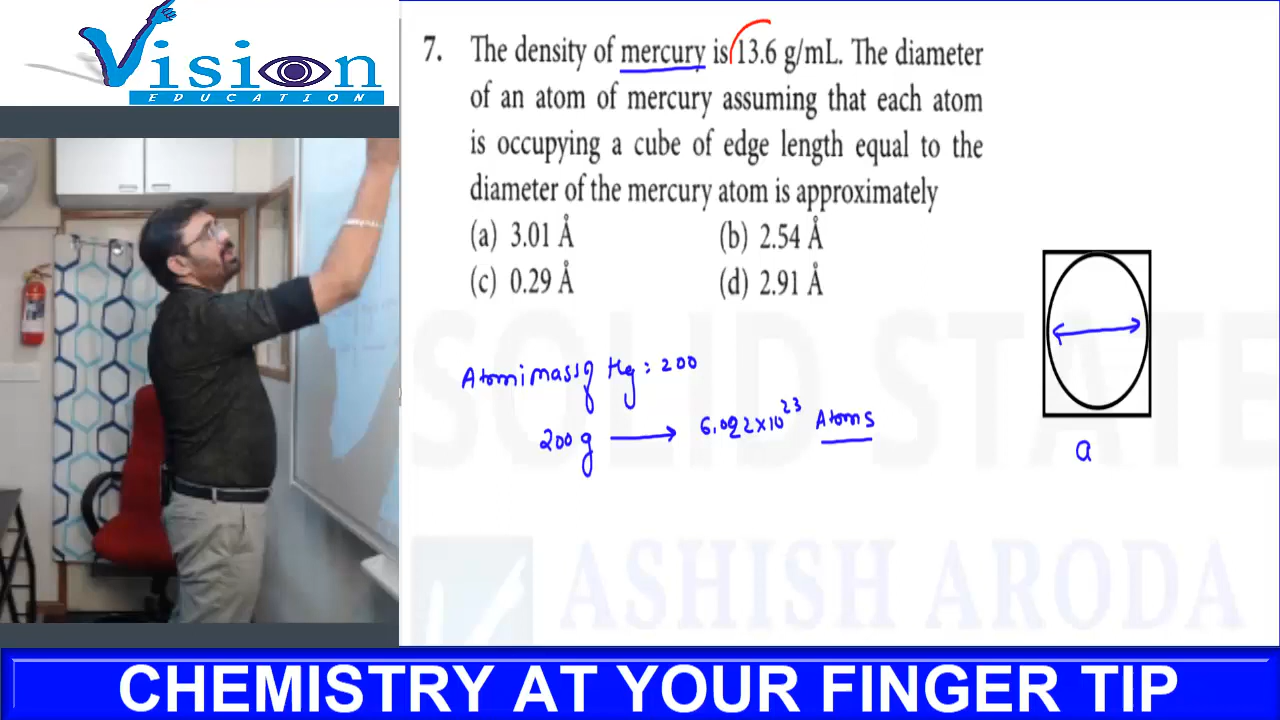 Vision
EDUCATION
7. The density of mercury is 13.6 g/mL. The diameter
of an atom of mercury assuming that each atom
is occupying a cube of edge length equal to the
diameter of the mercury atom is approximately
(a) 3.01 Å (b) 2.54 Å
(c) 0.29 Å (d) 2.91 Å
Atomi mass of Hg : 200
200 g → 6.022×10²³ Atoms
a
SOLID STATE
ASHISH ARODA
CHEMISTRY AT YOUR FINGER TIP